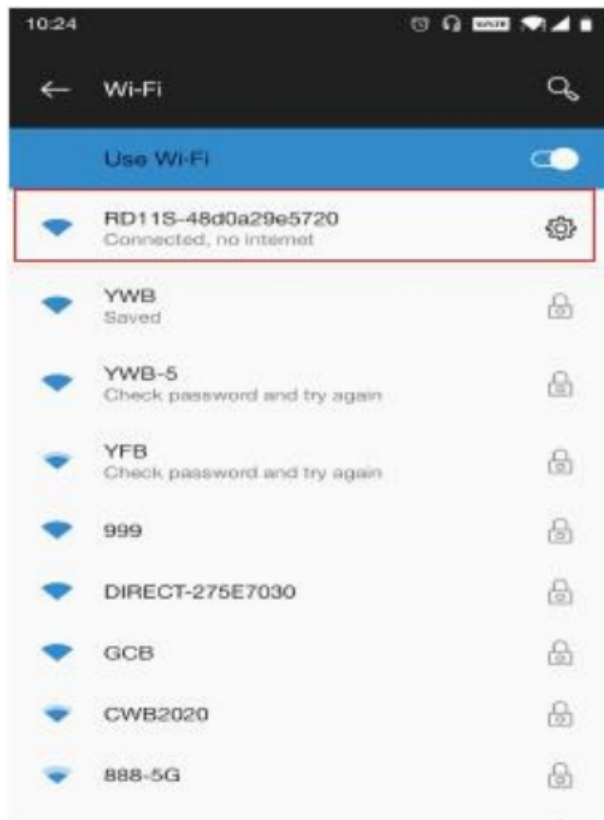 10:24
Wi-Fi
Use Wi-Fi
RD11S-48d0a29e5720
Connected, no internet
YWB
Saved
YWB-5
Check password and try again
YFB
Check password and try again
999
DIRECT-275E7030
GCB
CWB2020
888-5G